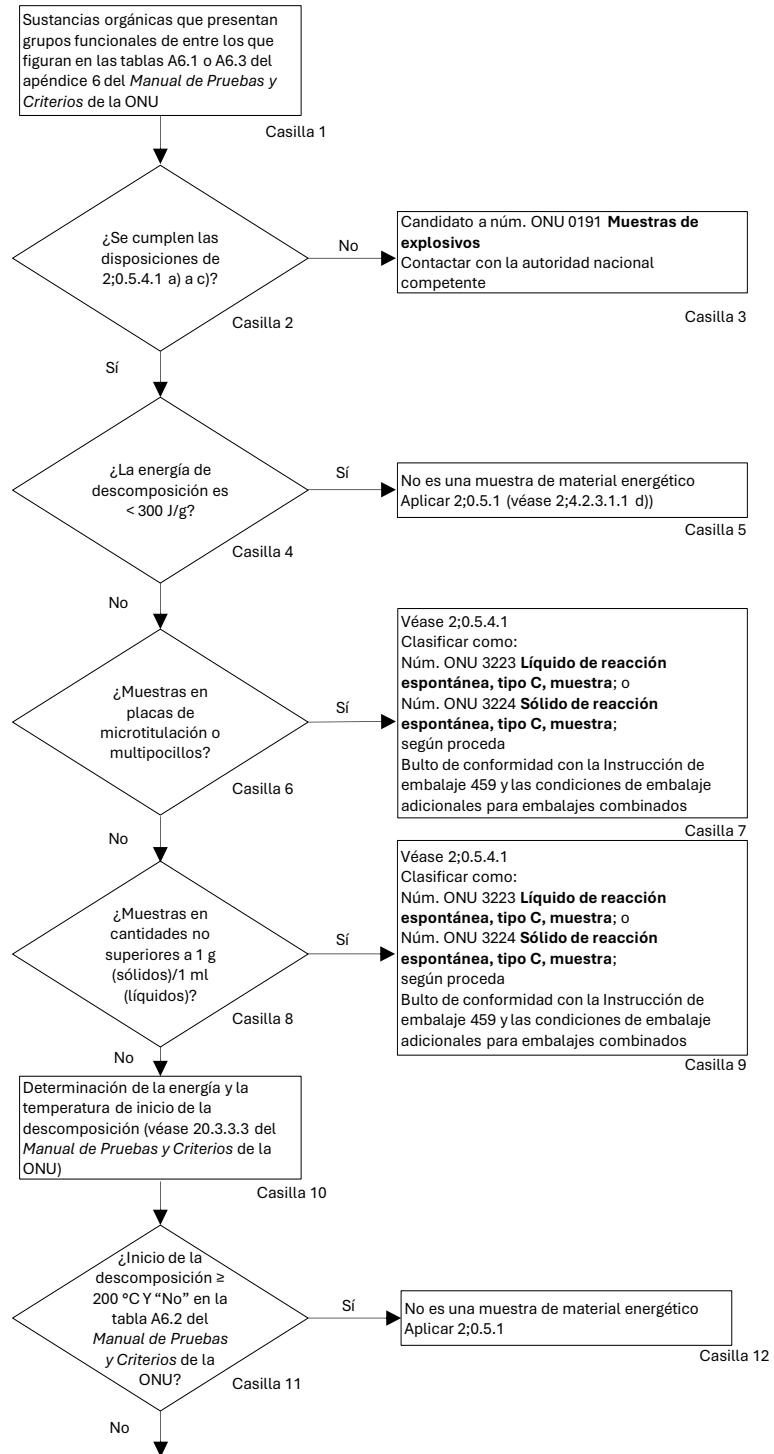 Sustancias orgánicas que presentan
grupos funcionales de entre los que
figuran en las tablas A6.1 o A6.3 del
apéndice 6 del Manual de Pruebas y
Criterios de la ONU
Casilla 1
¿Se cumplen las
disposiciones de
2;0.5.4.1 a) a c)?
No
Casilla 2
Candidato a núm. ONU 0191 Muestras de
explosivos
Contactar con la autoridad nacional
competente
Casilla 3
Sí
¿La energía de
descomposición es
< 300 J/g?
Sí
Casilla 4
No es una muestra de material energético
Aplicar 2;0.5.1 (véase 2;4.2.3.1.1 d))
Casilla 5
No
¿Muestras en
placas de
microtitulación o
multipocillos?
Sí
Casilla 6
Véase 2;0.5.4.1
Clasificar como:
Núm. ONU 3223 Líquido de reacción
espontánea, tipo C, muestra; o
Núm. ONU 3224 Sólido de reacción
espontánea, tipo C, muestra;
según proceda
Bulto de conformidad con la Instrucción de
embalaje 459 y las condiciones de embalaje
adicionales para embalajes combinados
Casilla 7
No
¿Muestras en
cantidades no
superiores a 1 g
(sólidos)/1 ml
(líquidos)?
Sí
Casilla 8
Véase 2;0.5.4.1
Clasificar como:
Núm. ONU 3223 Líquido de reacción
espontánea, tipo C, muestra; o
Núm. ONU 3224 Sólido de reacción
espontánea, tipo C, muestra;
según proceda
Bulto de conformidad con la Instrucción de
embalaje 459 y las condiciones de embalaje
adicionales para embalajes combinados
Casilla 9
No
Determinación de la energía y la
temperatura de inicio de la
descomposición (véase 20.3.3.3 del
Manual de Pruebas y Criterios de la
ONU)
Casilla 10
¿Inicio de la
descomposición ≥
200 °C Y “No” en la
tabla A6.2 del
Manual de Pruebas
y Criterios de la
ONU?
Sí
Casilla 11
No es una muestra de material energético
Aplicar 2;0.5.1
Casilla 12
No